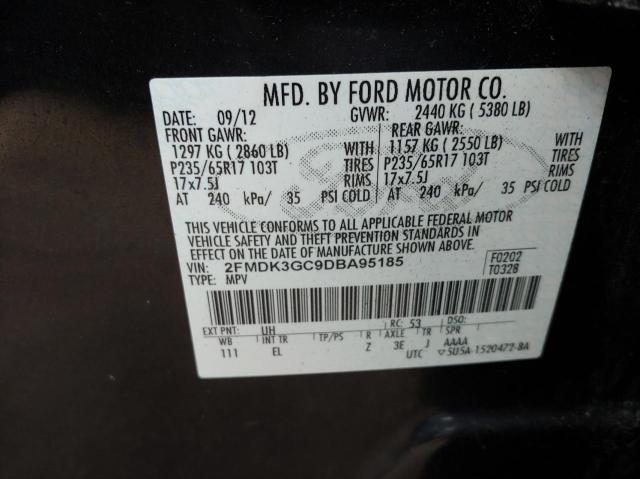 MFD. BY FORD MOTOR CO.
DATE: 09/12 GVWR: 2440 KG ( 5380 LB)
FRONT GAWR: REAR GAWR:
1297 KG ( 2860 LB) WITH 1157 KG ( 2550 LB) WITH
P235/65R17 103T TIRES P235/65R17 103T TIRES
17x7.5J RIMS 17x7.5J RIMS
AT 240 kPa/ 35 PSI COLD AT 240 kPa/ 35 PSI COLD
Ford
THIS VEHICLE CONFORMS TO ALL APPLICABLE FEDERAL MOTOR
VEHICLE SAFETY AND THEFT PREVENTION STANDARDS IN
EFFECT ON THE DATE OF MANUFACTURE SHOWN ABOVE.
VIN: 2FMDK3GC9DBA95185 F0202
TYPE: MPV T0328
EXT PNT: UH RC: 53 DSO:
WB INT TR TP/PS R AXLE TR SPR
111 EL Z 3E J AAAA
UTC 5U5A-1520472-BA